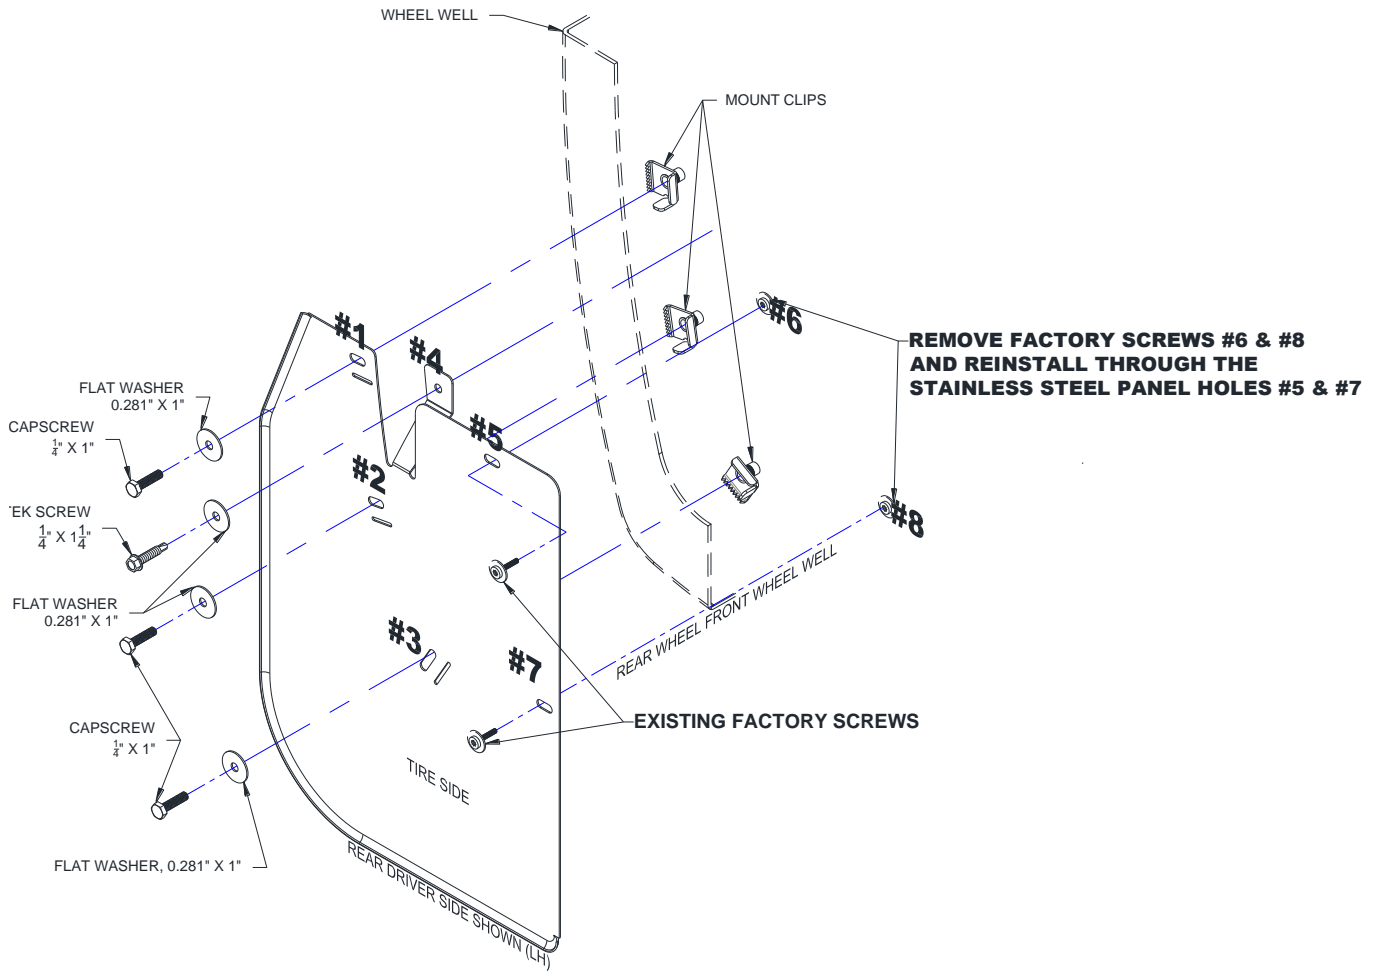 WHEEL WELL
MOUNT CLIPS
#6
REMOVE FACTORY SCREWS #6 & #8
AND REINSTALL THROUGH THE
STAINLESS STEEL PANEL HOLES #5 & #7
#1
#4
FLAT WASHER
0.281" X 1"
CAPSCREW
1/4" X 1"
#5
#2
EK SCREW
1/4" X 1 1/4"
#8
FLAT WASHER
0.281" X 1"
REAR WHEEL FRONT WHEEL WELL
#3
#7
EXISTING FACTORY SCREWS
CAPSCREW
1/4" X 1"
TIRE SIDE
FLAT WASHER, 0.281" X 1"
REAR DRIVER SIDE SHOWN (LH)